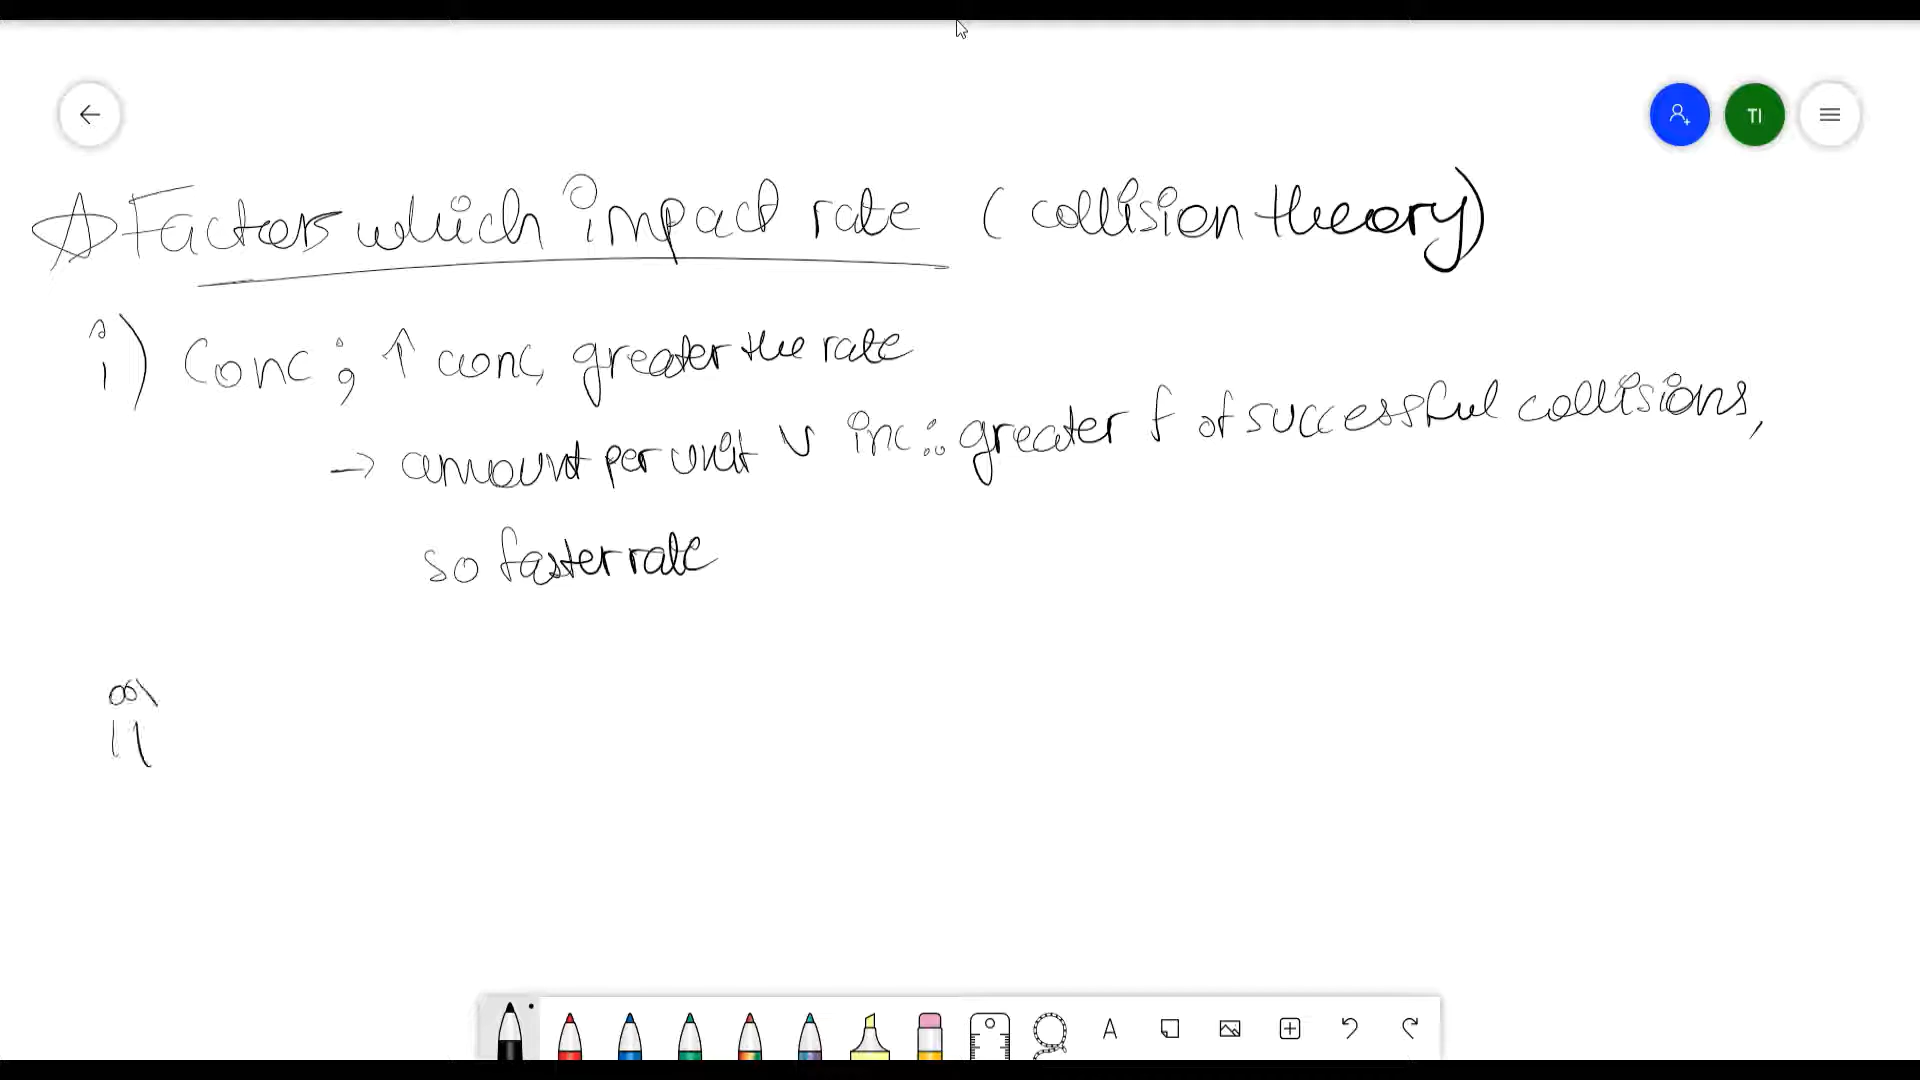 TI
☆ Factors which impact rate (collision theory)
i) Conc ; ↑ conc, greater the rate
→ amount per unit V inc ∴ greater f of successful collisions,
so faster rate
ii)
A